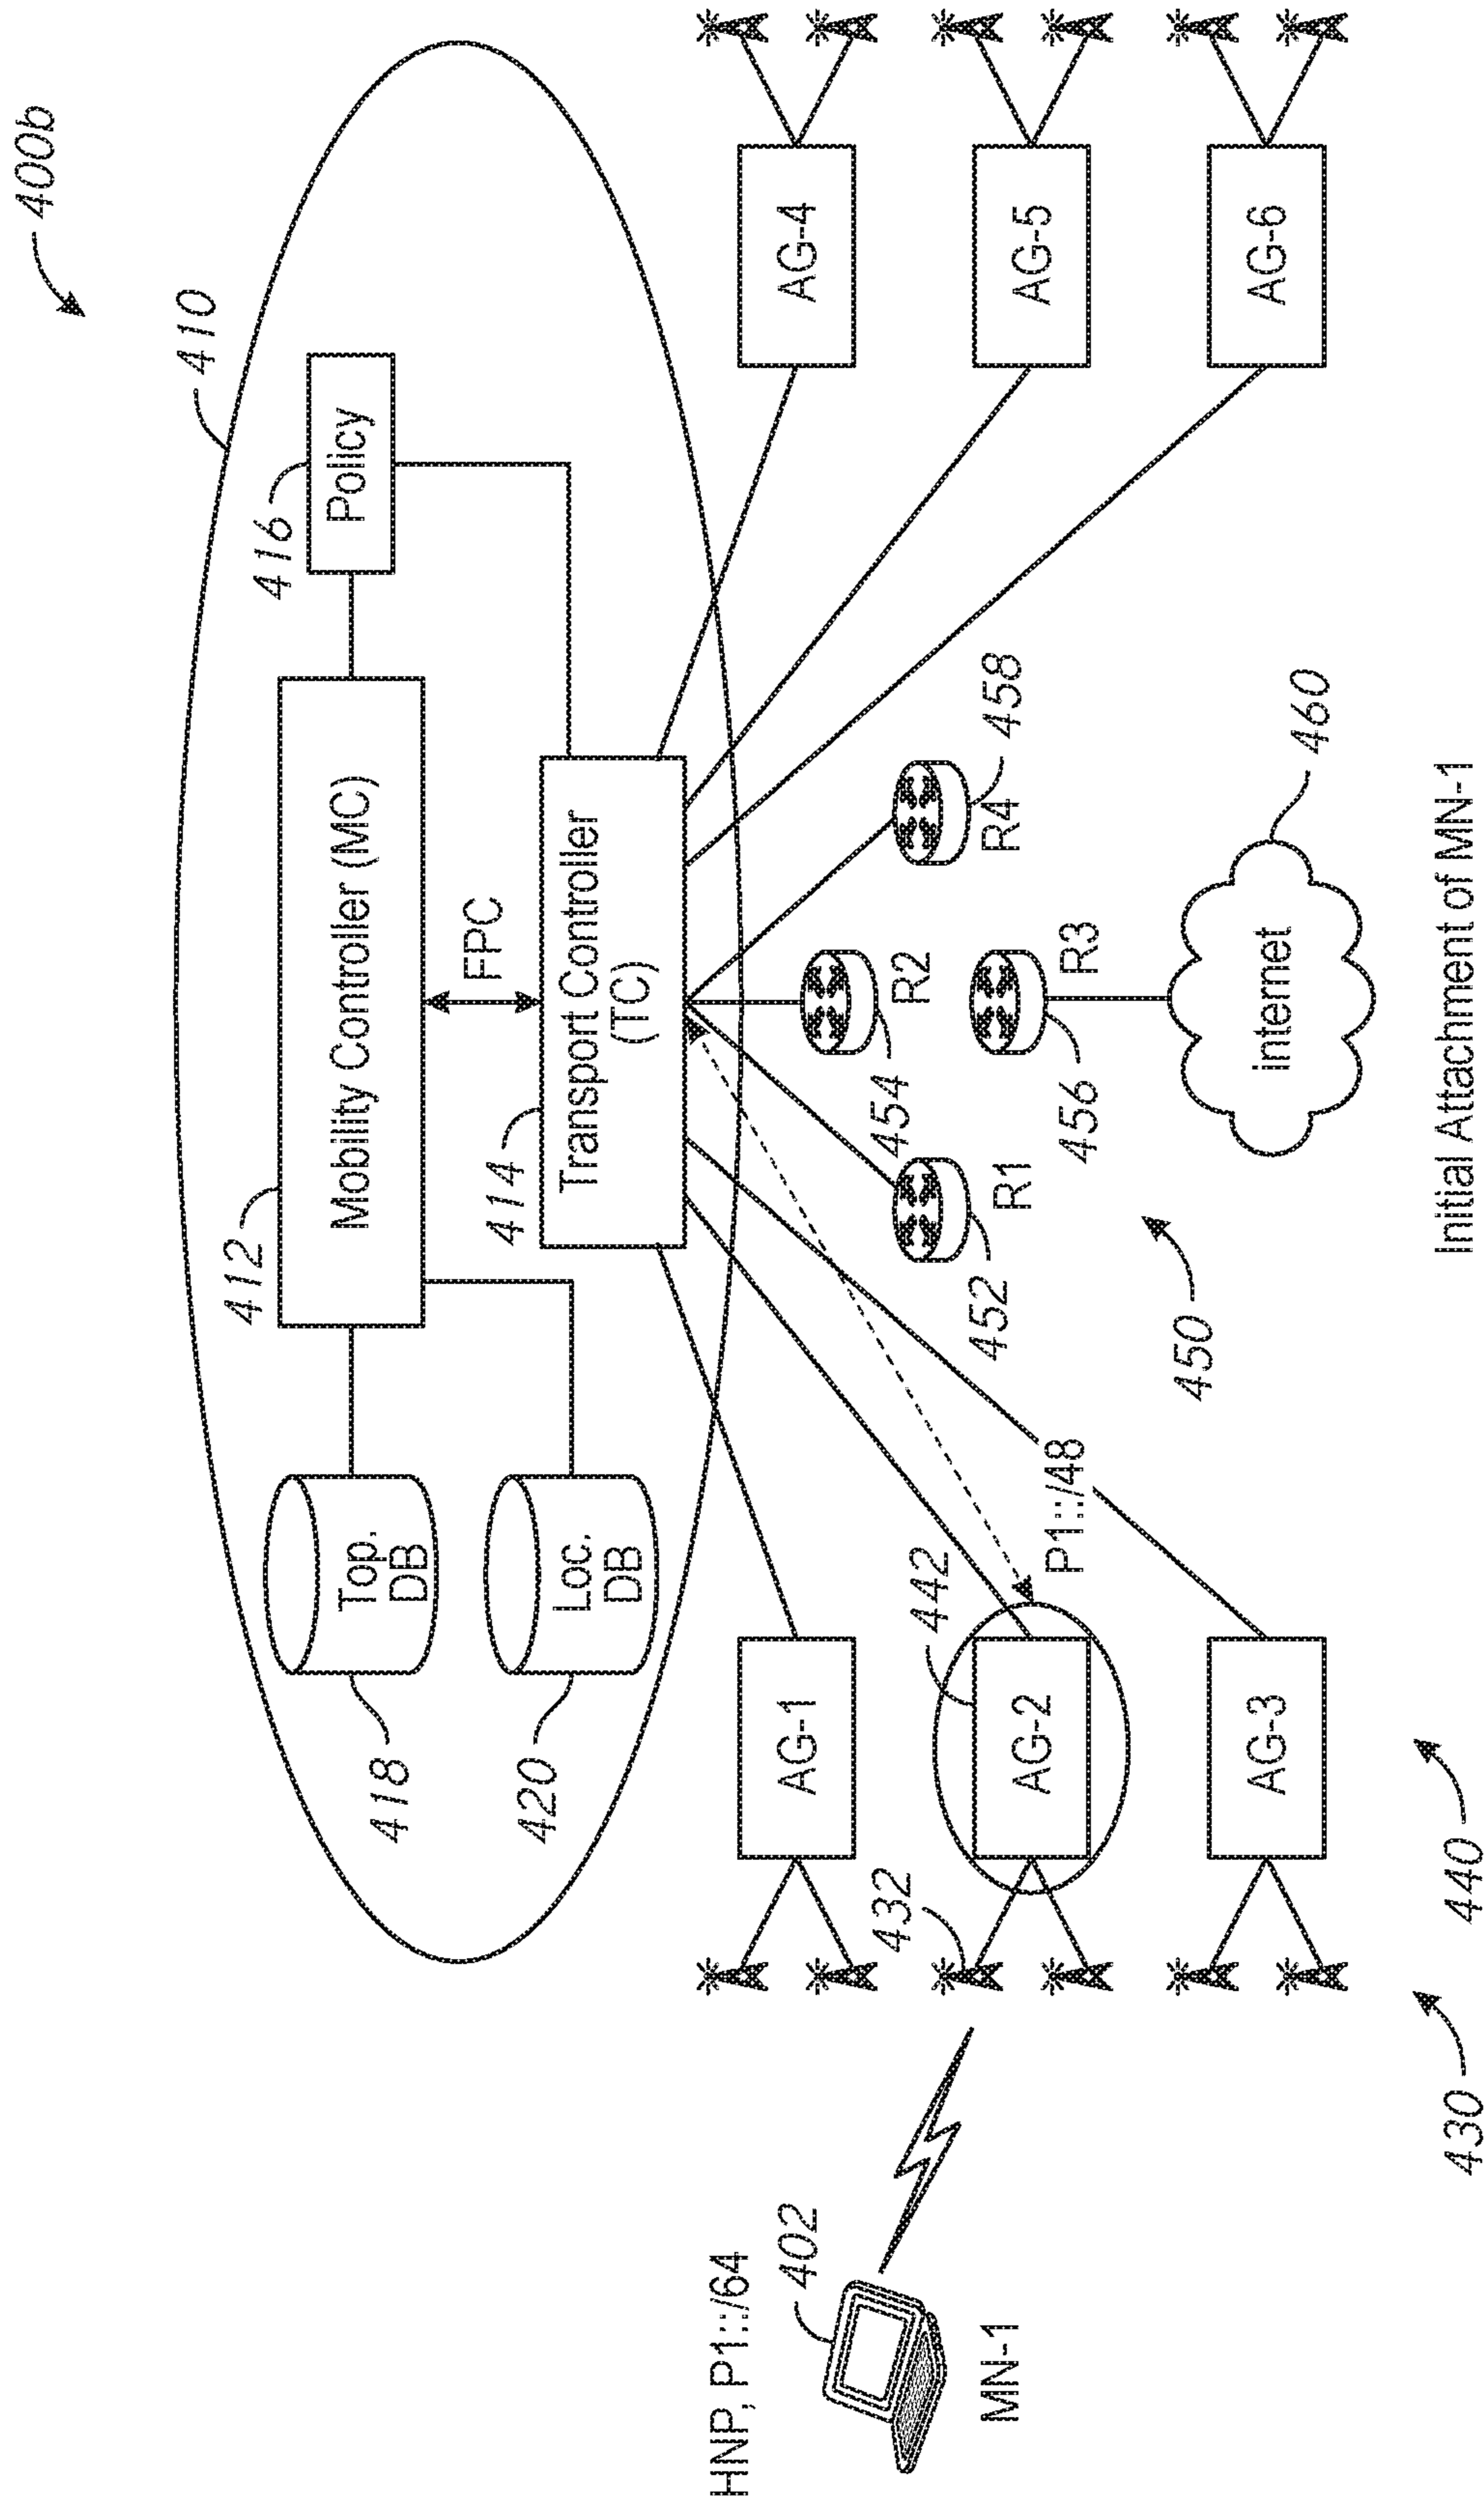 400b
410
416
Policy
412
Mobility Controller (MC)
FPC
414
Transport Controller
(TC)
Top.
DB
418
Loc.
DB
420
AG-1
432
442
AG-2
P1::/48
AG-3
AG-4
AG-5
AG-6
454
R2
452
R1
456
R3
458
R4
450
Internet
460
HNP, P1::/64
402
MN-1
430
440
Initial Attachment of MN-1